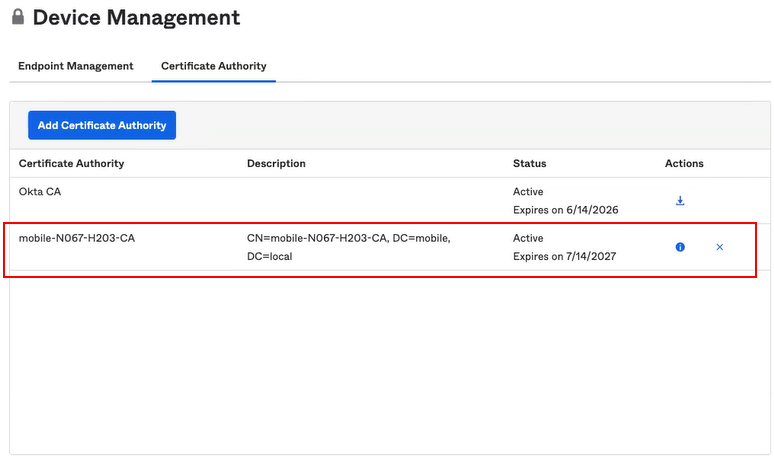 Device Management
Endpoint Management Certificate Authority
Add Certificate Authority
Certificate Authority Description Status Actions
Okta CA Active
Expires on 6/14/2026
mobile-N067-H203-CA CN=mobile-N067-H203-CA, DC=mobile, Active
DC=local Expires on 7/14/2027